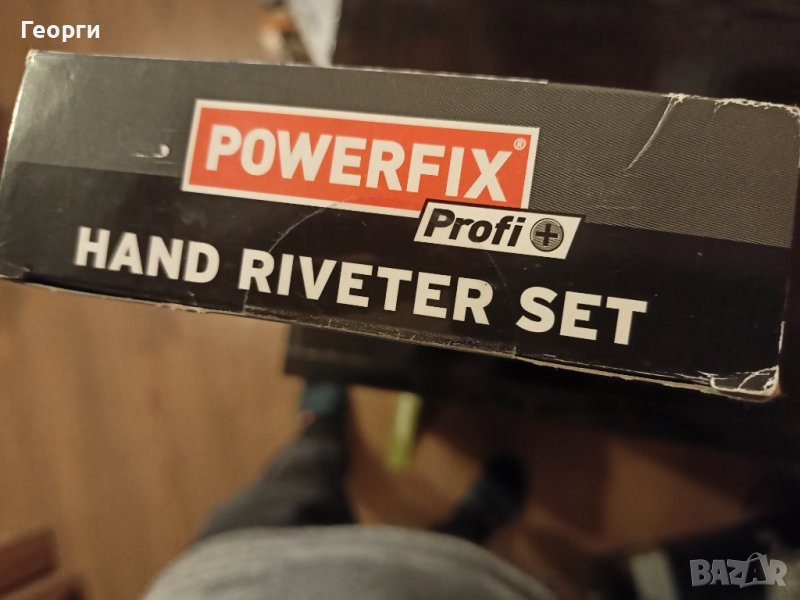 Георги
POWERFIX®
Profi+
HAND RIVETER SET
BAZAR